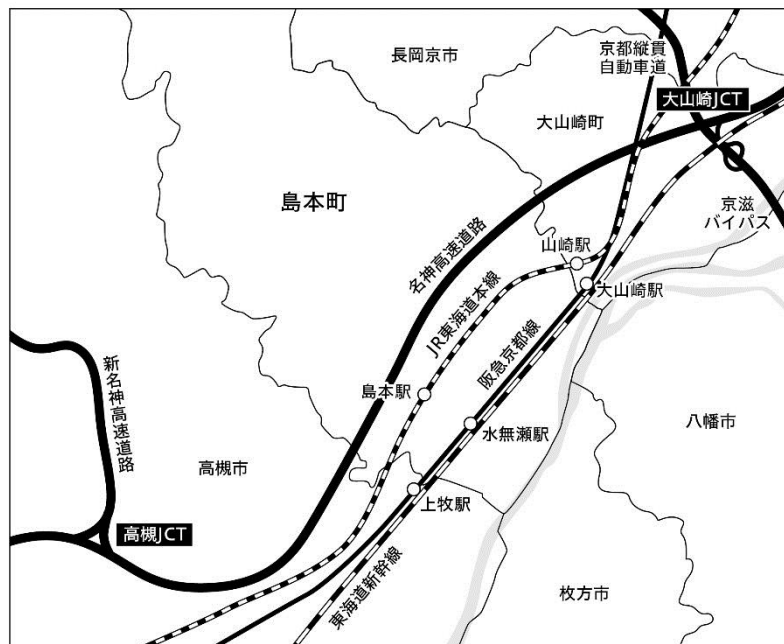 長岡京市
京都縦貫
自動車道
大山崎JCT
大山崎町
島本町
京滋
バイパス
名神高速道路
山崎駅
大山崎駅
JR東海道本線
阪急京都線
新名神高速道路
島本駅
水無瀬駅
八幡市
高槻市
上牧駅
高槻JCT
東海道新幹線
枚方市